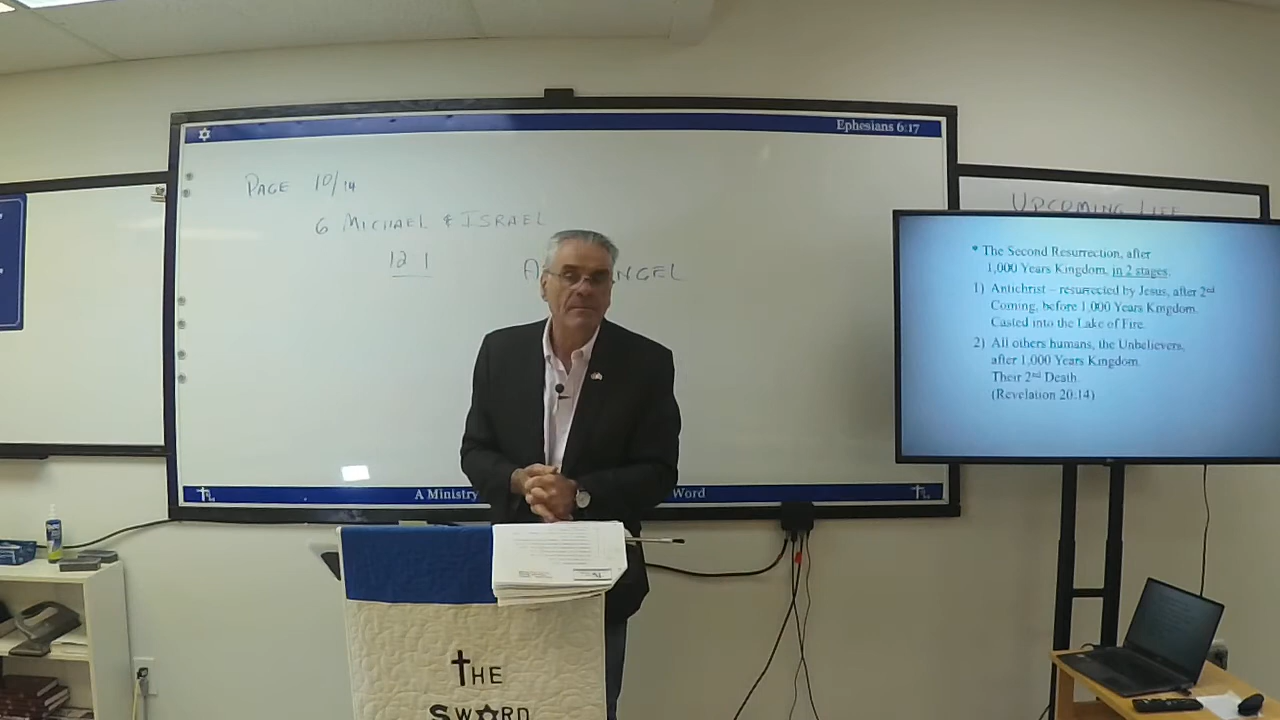 Ephesians 6:17
PAGE 10/14
6 MICHAEL & ISRAEL
12 1
NGEL
UPCOMING
* The Second Resurrection, after
1,000 Years Kingdom, in 2 stages.
1) Antichrist – resurrected by Jesus, after 2nd
Coming, before 1,000 Years Kingdom.
Casted into the Lake of Fire.
2) All others humans, the Unbelievers,
after 1,000 Years Kingdom.
Their 2nd Death.
(Revelation 20:14)
A Ministry
Word
THE
SWORD